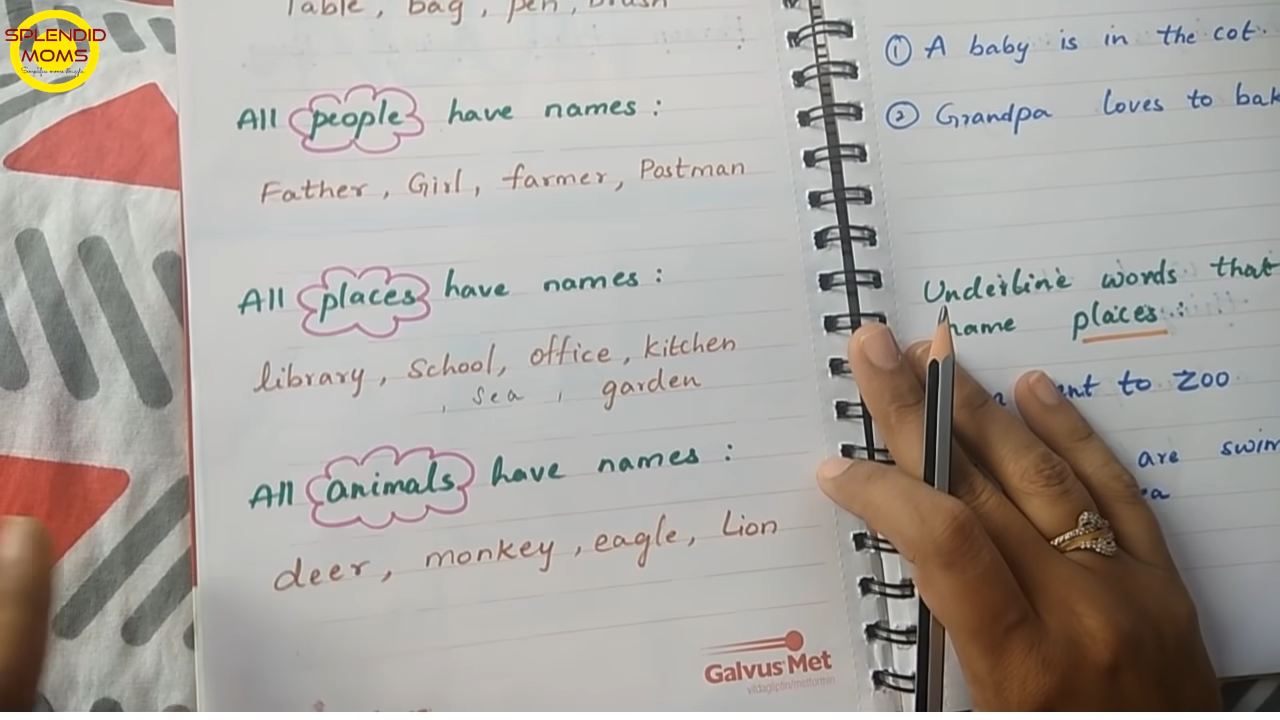 SPLENDID
MOMS
Table, bag, pen, brush
All people have names:
Father, Girl, farmer, Postman
All places have names:
library, school, office, kitchen
, sea , garden
All animals have names:
deer, monkey, eagle, Lion
Galvus Met
vildagliptin/metformin
① A baby is in the cot.
② Grandpa loves to bak
Underline words that
name places:
to Zoo
are swim